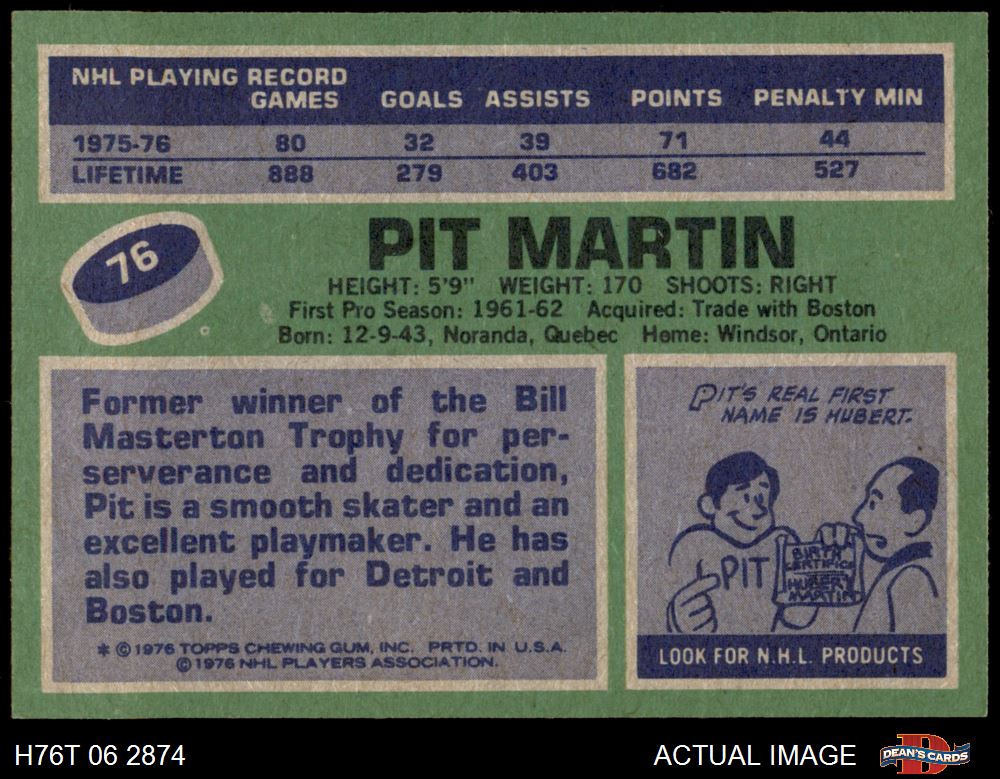 NHL PLAYING RECORD
GAMES GOALS ASSISTS POINTS PENALTY MIN
1975-76 80 32 39 71 44
LIFETIME 888 279 403 682 527
76
PIT MARTIN
HEIGHT: 5'9" WEIGHT: 170 SHOOTS: RIGHT
First Pro Season: 1961-62 Acquired: Trade with Boston
Born: 12-9-43, Noranda, Quebec Home: Windsor, Ontario
Former winner of the Bill
Masterton Trophy for per-
serverance and dedication,
Pit is a smooth skater and an
excellent playmaker. He has
also played for Detroit and
Boston.
* © 1976 TOPPS CHEWING GUM, INC. PRTD. IN U.S.A.
© 1976 NHL PLAYERS ASSOCIATION.
PIT'S REAL FIRST
NAME IS HUBERT.
PIT
BIRTH
CERTIFICATE
HUBERT
MARTIN
LOOK FOR N.H.L. PRODUCTS
H76T 06 2874 ACTUAL IMAGE DEAN'S CARDS